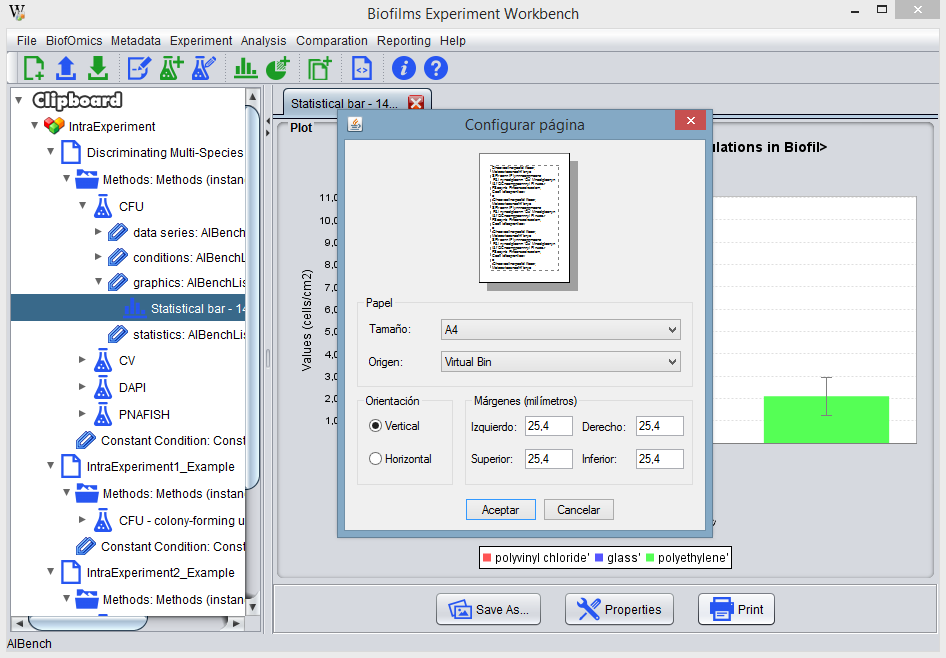 Biofilms Experiment Workbench
File BiofOmics Metadata Experiment Analysis Comparation Reporting Help
Clipboard
IntraExperiment
Discriminating Multi-Species
Methods: Methods (instan
CFU
data series: AIBench
conditions: AIBenchL
graphics: AIBenchLis
Statistical bar - 14
statistics: AIBenchLis
CV
DAPI
PNAFISH
Constant Condition: Const
IntraExperiment1_Example
Methods: Methods (instan
CFU - colony-forming u
Constant Condition: Const
IntraExperiment2_Example
Methods: Methods (instan
Statistical bar - 14...
Plot
ulations in Biofil>
Values (cells/cm2)
11,0
10,0
9,0
8,0
7,0
6,0
5,0
4,0
3,0
2,0
1,0
Configurar página
Papel
Tamaño: A4
Origen: Virtual Bin
Orientación
Vertical
Horizontal
Márgenes (milímetros)
Izquierdo: 25,4 Derecho: 25,4
Superior: 25,4 Inferior: 25,4
Aceptar Cancelar
polyvinyl chloride' glass' polyethylene'
Save As... Properties Print
AIBench